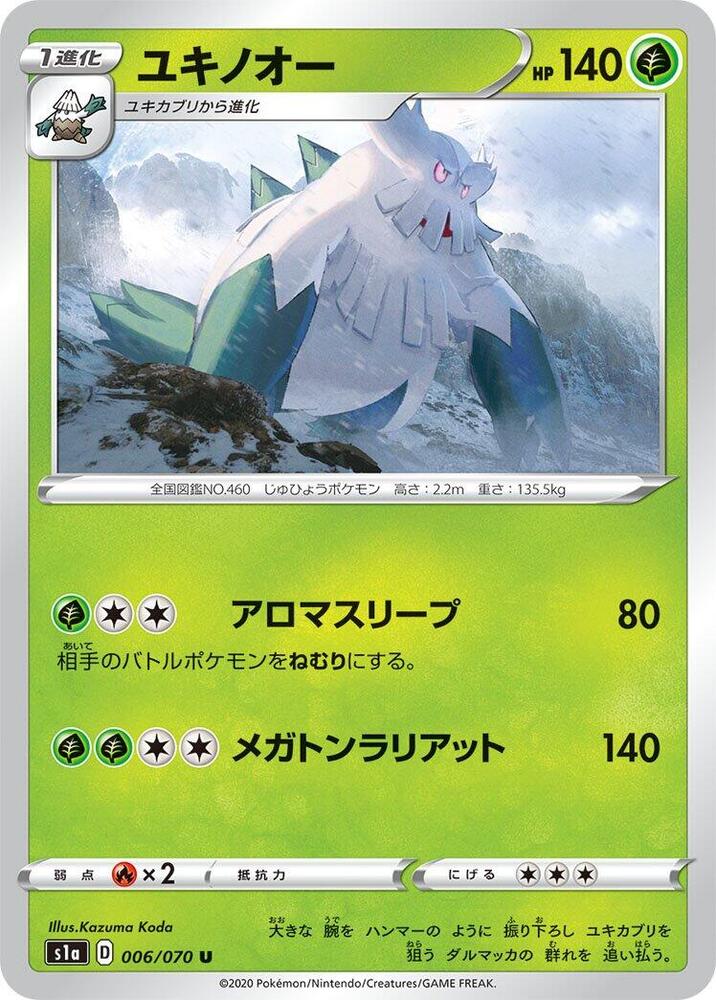 1進化
ユキノオー
HP 140
ユキカブリから進化
全国図鑑NO.460 じゅひょうポケモン 高さ:2.2m 重さ:135.5kg
アロマスリープ 80
相手のバトルポケモンをねむりにする。
メガトンラリアット 140
弱点 ×2 抵抗力 にげる
Illus.Kazuma Koda
s1a D 006/070 U
大きな 腕を ハンマーの ように 振り下ろし ユキカブリを
狙う ダルマッカの 群れを 追い払う。
©2020 Pokémon/Nintendo/Creatures/GAME FREAK.